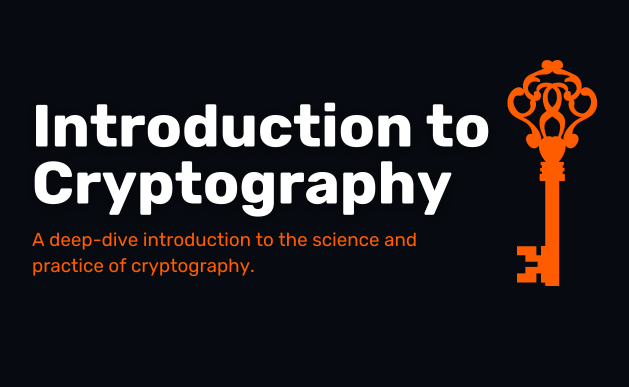 Introduction to
Cryptography
A deep-dive introduction to the science and
practice of cryptography.